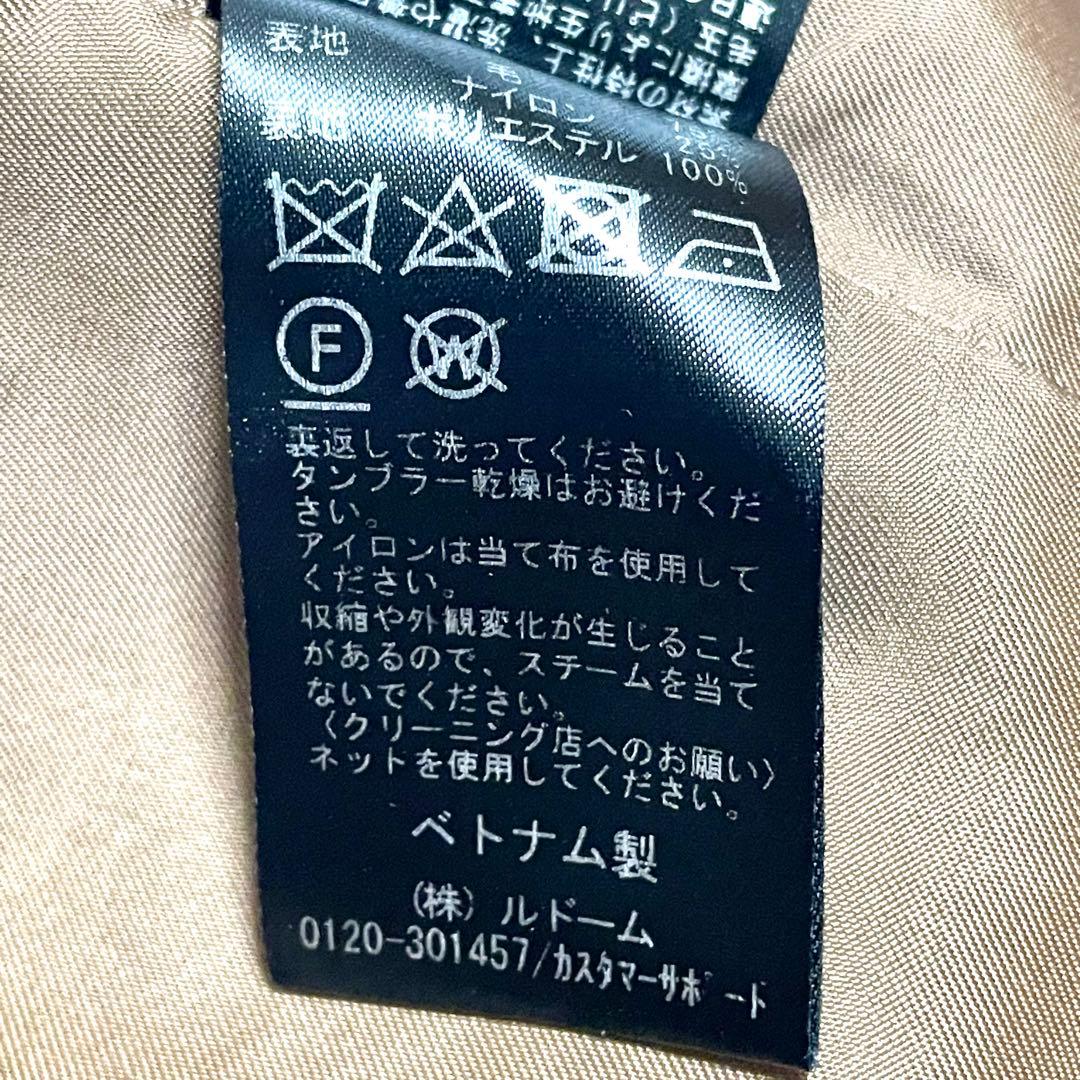 表地
毛
ナイロン
裏地 ポリエステル 100%
F
W
裏返して洗ってください。
タンブラー乾燥はお避けくだ
さい。
アイロンは当て布を使用して
ください。
収縮や外観変化が生じること
があるので、スチームを当て
ないでください。
〈クリーニング店へのお願い〉
ネットを使用してください。
ベトナム製
(株) ルドーム
0120-301457/カスタマーサポート